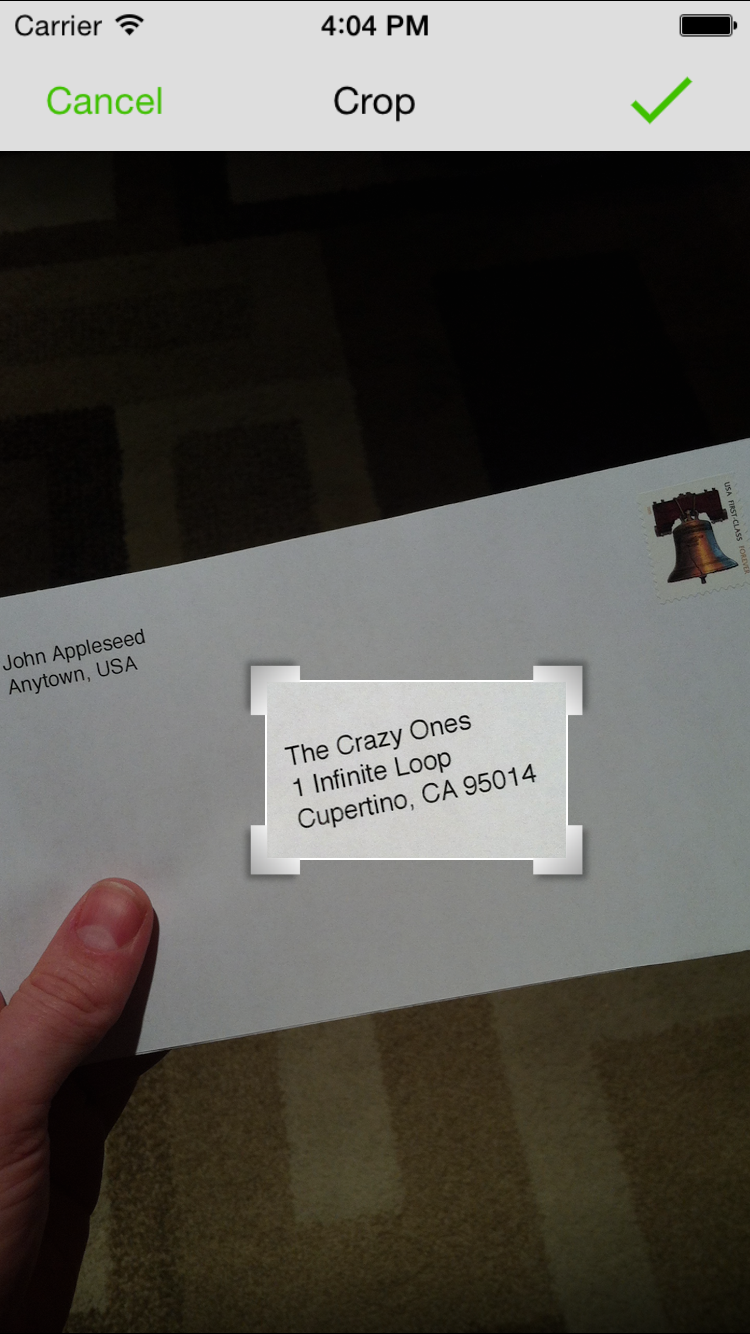 Carrier 4:04 PM
Cancel Crop
USA FIRST-CLASS FOREVER
John Appleseed
Anytown, USA
The Crazy Ones
1 Infinite Loop
Cupertino, CA 95014